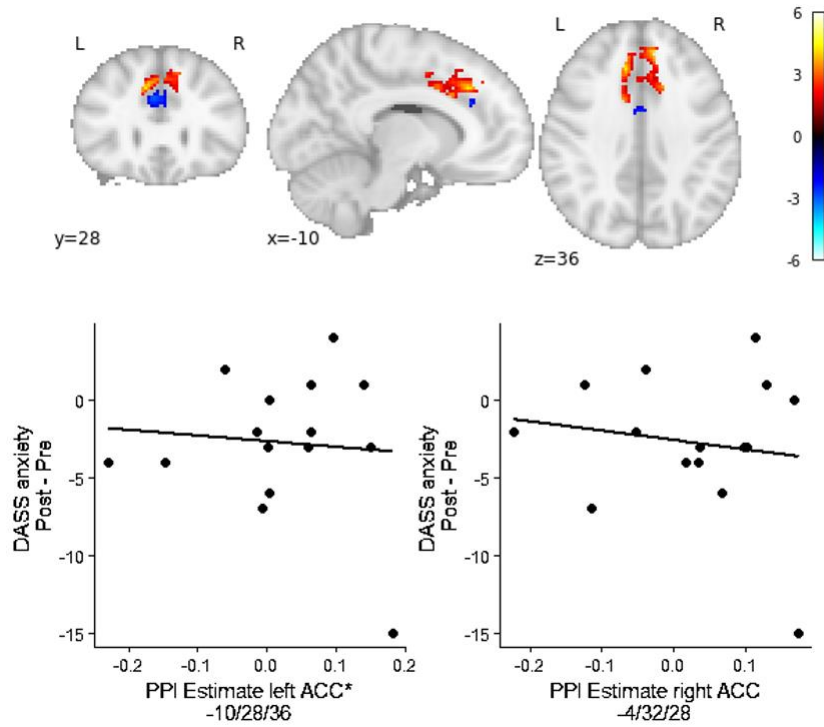 L R
L R
y=28
x=-10
z=36
6
3
0
-3
-6
DASS anxiety
Post - Pre
0
-5
-10
-15
-0.2 -0.1 0.0 0.1 0.2
PPI Estimate left ACC*
-10/28/36
DASS anxiety
Post - Pre
0
-5
-10
-15
-0.2 -0.1 0.0 0.1
PPI Estimate right ACC
-4/32/28